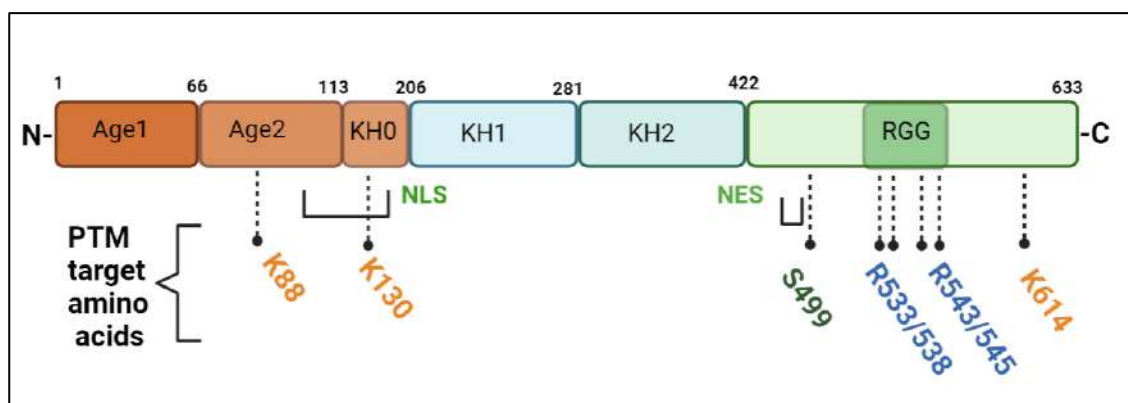 1 66 113 206 281 422 633
N- Age1 Age2 KH0 KH1 KH2 RGG -C
NLS NES
PTM
target
amino
acids
K88 K130 S499 R533/538 R543/545 K614